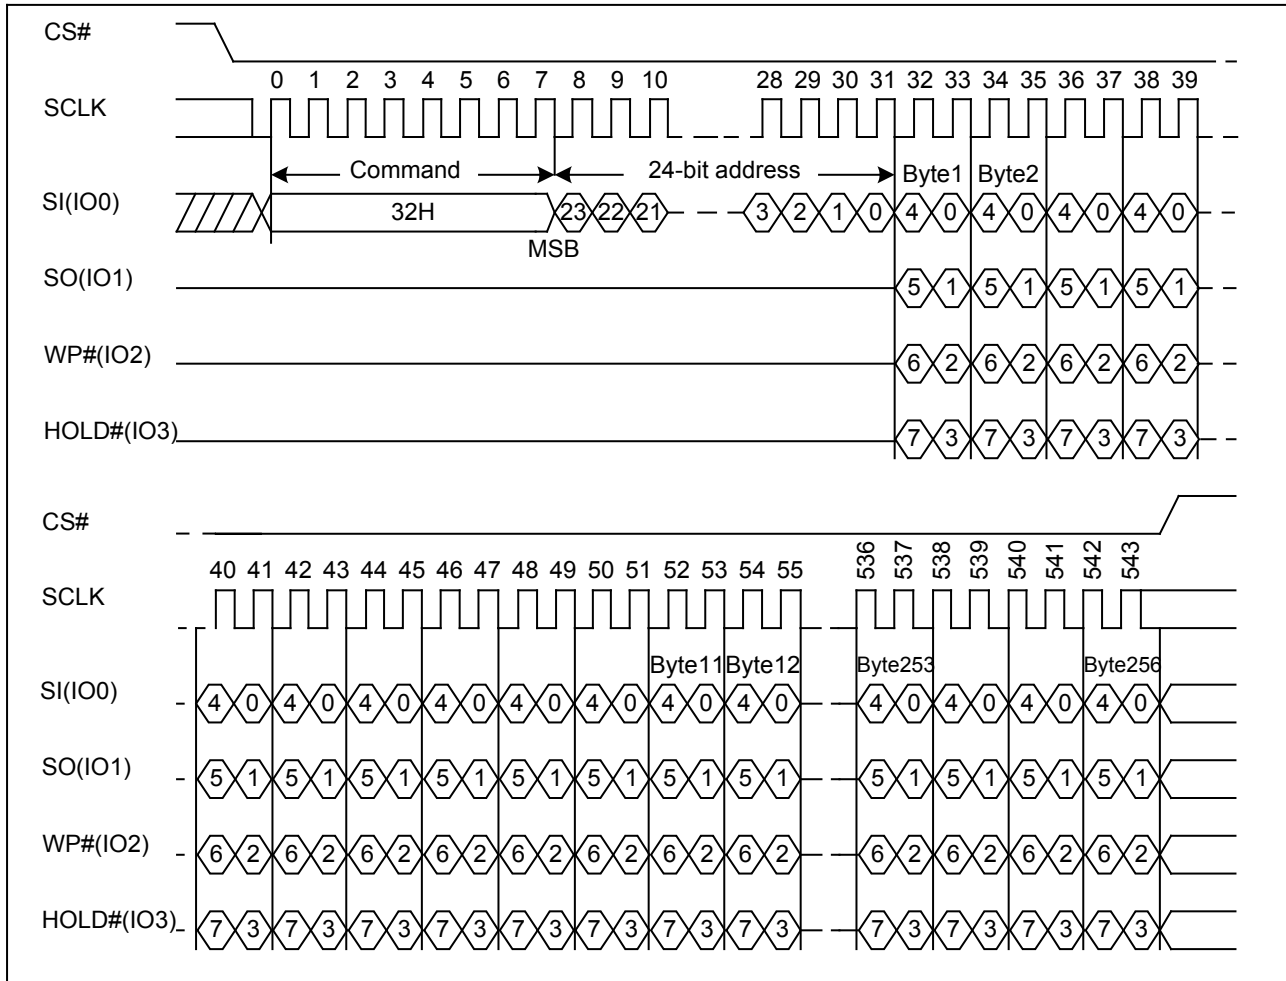 CS#
0 1 2 3 4 5 6 7 8 9 10 28 29 30 31 32 33 34 35 36 37 38 39
SCLK
Command 24-bit address Byte1 Byte2
SI(IO0) 32H 23 22 21 3 2 1 0 4 0 4 0 4 0 4 0
MSB
SO(IO1) 5 1 5 1 5 1 5 1
WP#(IO2) 6 2 6 2 6 2 6 2
HOLD#(IO3) 7 3 7 3 7 3 7 3
CS#
40 41 42 43 44 45 46 47 48 49 50 51 52 53 54 55 536 537 538 539 540 541 542 543
SCLK
Byte11 Byte12 Byte253 Byte256
SI(IO0) 4 0 4 0 4 0 4 0 4 0 4 0 4 0 4 0 4 0 4 0 4 0 4 0
SO(IO1) 5 1 5 1 5 1 5 1 5 1 5 1 5 1 5 1 5 1 5 1 5 1 5 1
WP#(IO2) 6 2 6 2 6 2 6 2 6 2 6 2 6 2 6 2 6 2 6 2 6 2 6 2
HOLD#(IO3) 7 3 7 3 7 3 7 3 7 3 7 3 7 3 7 3 7 3 7 3 7 3 7 3